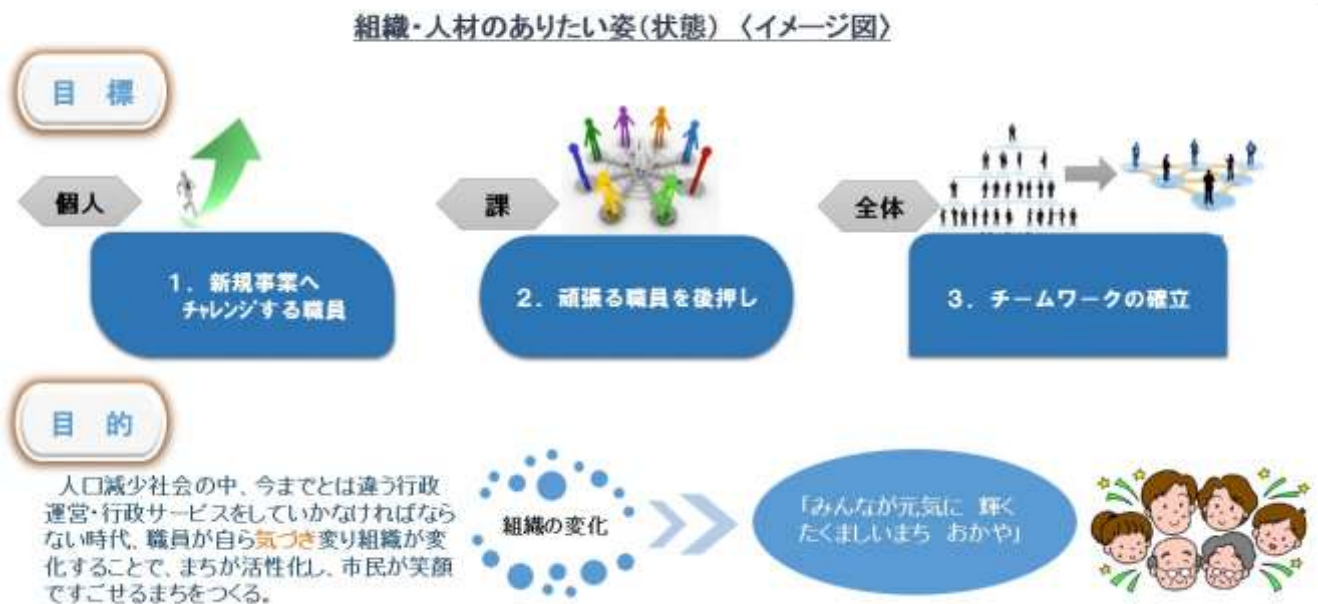 組織・人材のありたい姿（状態）〈イメージ図〉
目 標
個人
課
全体
1．新規事業へ
ﾁｬﾚﾝｼﾞする職員
2．頑張る職員を後押し
3．チームワークの確立
目 的
人口減少社会の中、今までとは違う行政
運営・行政サービスをしていかなければなら
ない時代、職員が自ら気づき変り組織が変
化することで、まちが活性化し、市民が笑顔
ですごせるまちをつくる。
組織の変化
「みんなが元気に 輝く
たくましいまち おかや」